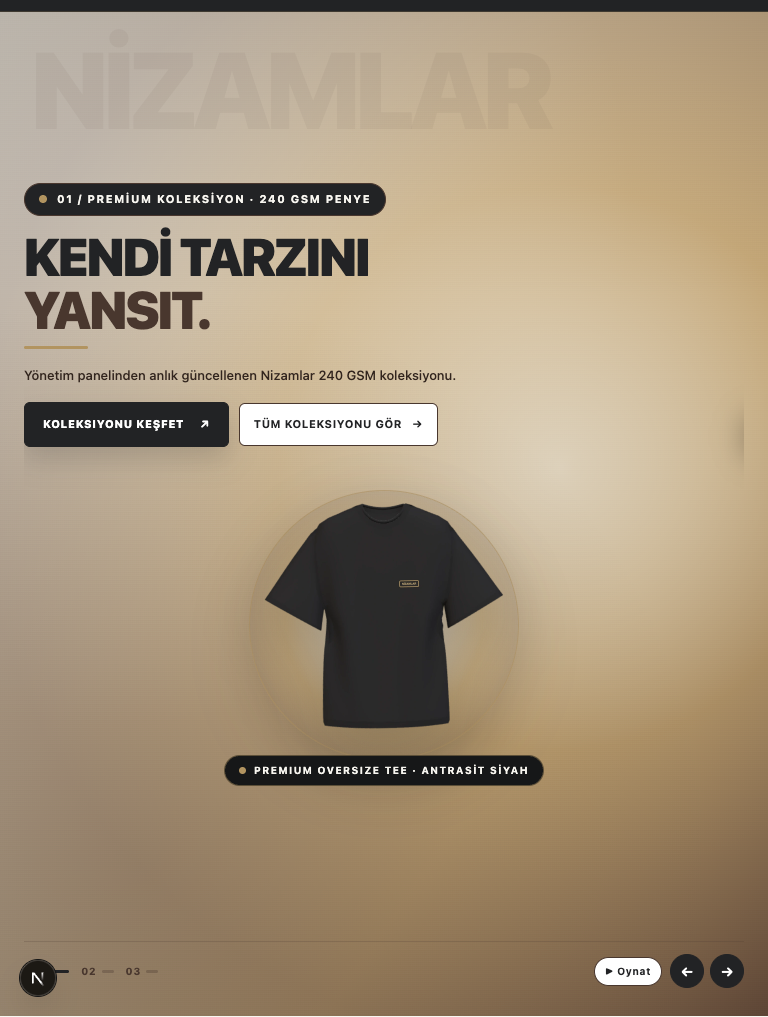 NİZAMLAR
01 / PREMİUM KOLEKSİYON · 240 GSM PENYE
KENDİ TARZINI
YANSIT.
Yönetim panelinden anlık güncellenen Nizamlar 240 GSM koleksiyonu.
KOLEKSIYONU KEŞFET ↗
TÜM KOLEKSIYONU GÖR →
PREMIUM OVERSIZE TEE · ANTRASİT SİYAH
N
02
03
▶ Oynat
← →